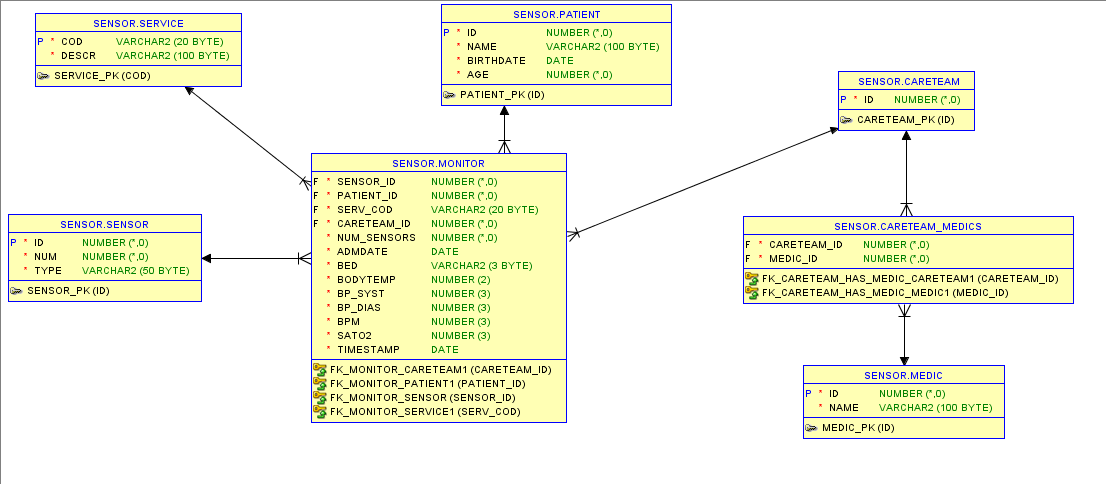 SENSOR.SERVICE
P * COD VARCHAR2 (20 BYTE)
* DESCR VARCHAR2 (100 BYTE)
SERVICE_PK (COD)
SENSOR.PATIENT
P * ID NUMBER (*,0)
* NAME VARCHAR2 (100 BYTE)
* BIRTHDATE DATE
* AGE NUMBER (*,0)
PATIENT_PK (ID)
SENSOR.CARETEAM
P * ID NUMBER (*,0)
CARETEAM_PK (ID)
SENSOR.MONITOR
F * SENSOR_ID NUMBER (*,0)
F * PATIENT_ID NUMBER (*,0)
F * SERV_COD VARCHAR2 (20 BYTE)
F * CARETEAM_ID NUMBER (*,0)
* NUM_SENSORS NUMBER (*,0)
* ADMDATE DATE
* BED VARCHAR2 (3 BYTE)
* BODYTEMP NUMBER (2)
* BP_SYST NUMBER (3)
* BP_DIAS NUMBER (3)
* BPM NUMBER (3)
* SATO2 NUMBER (3)
* TIMESTAMP DATE
FK_MONITOR_CARETEAM1 (CARETEAM_ID)
FK_MONITOR_PATIENT1 (PATIENT_ID)
FK_MONITOR_SENSOR (SENSOR_ID)
FK_MONITOR_SERVICE1 (SERV_COD)
SENSOR.SENSOR
P * ID NUMBER (*,0)
* NUM NUMBER (*,0)
* TYPE VARCHAR2 (50 BYTE)
SENSOR_PK (ID)
SENSOR.CARETEAM_MEDICS
F * CARETEAM_ID NUMBER (*,0)
F * MEDIC_ID NUMBER (*,0)
FK_CARETEAM_HAS_MEDIC_CARETEAM1 (CARETEAM_ID)
FK_CARETEAM_HAS_MEDIC_MEDIC1 (MEDIC_ID)
SENSOR.MEDIC
P * ID NUMBER (*,0)
* NAME VARCHAR2 (100 BYTE)
MEDIC_PK (ID)